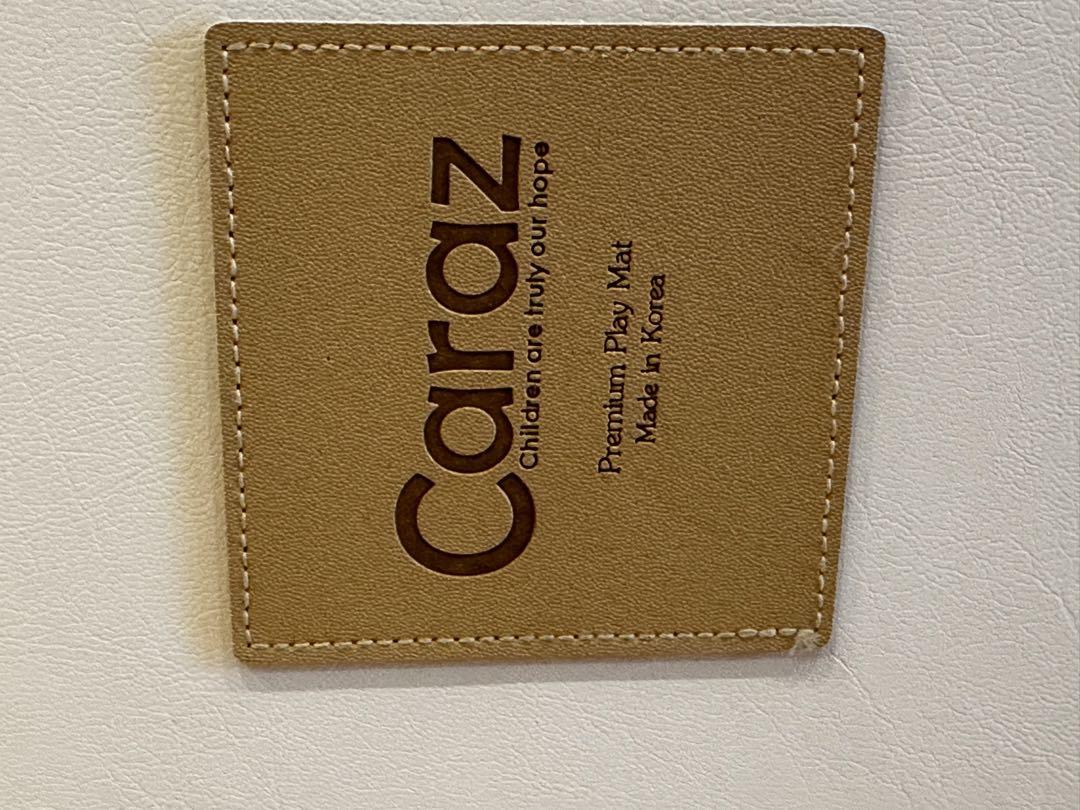 Caraz
Children are truly our hope
Premium Play Mat
Made in Korea